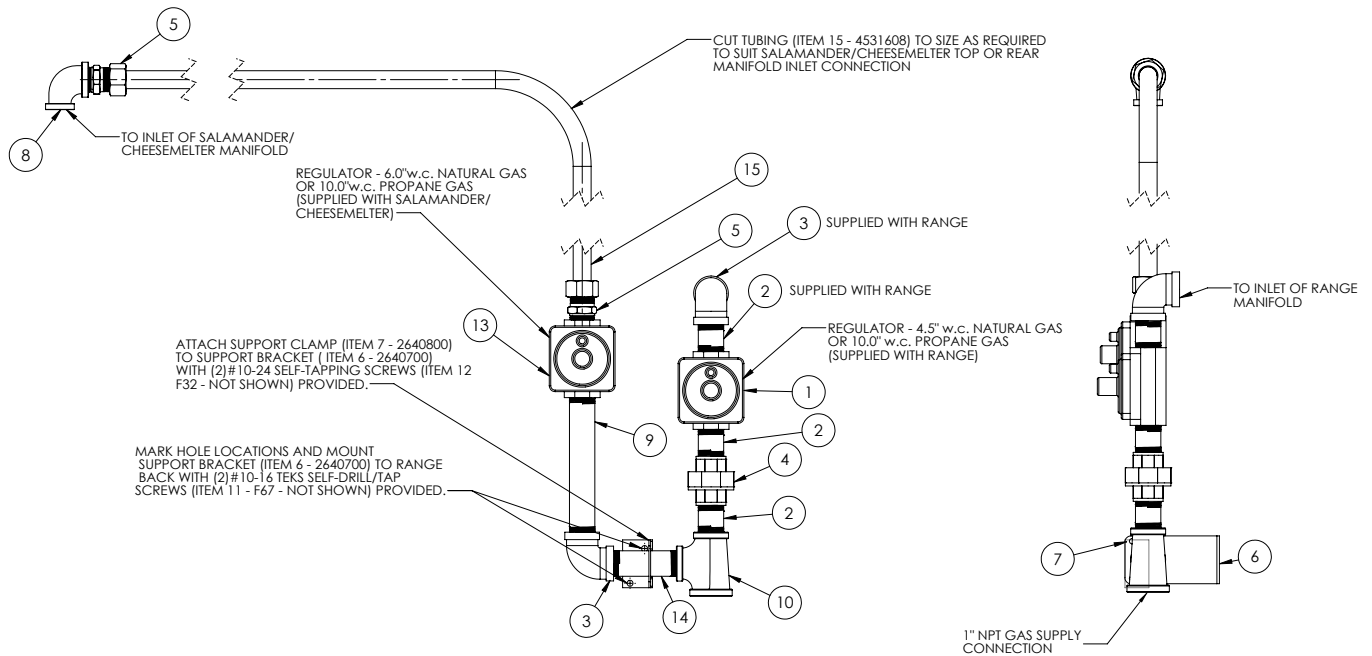 5
CUT TUBING (ITEM 15 - 4531608) TO SIZE AS REQUIRED
TO SUIT SALAMANDER/CHEESEMELTER TOP OR REAR
MANIFOLD INLET CONNECTION
8
TO INLET OF SALAMANDER/
CHEESEMELTER MANIFOLD
REGULATOR - 6.0"w.c. NATURAL GAS
OR 10.0"w.c. PROPANE GAS
(SUPPLIED WITH SALAMANDER/
CHEESEMELTER)
15
5
3 SUPPLIED WITH RANGE
2 SUPPLIED WITH RANGE
TO INLET OF RANGE
MANIFOLD
13
REGULATOR - 4.5" w.c. NATURAL GAS
OR 10.0" w.c. PROPANE GAS
(SUPPLIED WITH RANGE)
ATTACH SUPPORT CLAMP (ITEM 7 - 2640800)
TO SUPPORT BRACKET ( ITEM 6 - 2640700)
WITH (2)#10-24 SELF-TAPPING SCREWS (ITEM 12
F32 - NOT SHOWN) PROVIDED.
1
9
2
MARK HOLE LOCATIONS AND MOUNT
SUPPORT BRACKET (ITEM 6 - 2640700) TO RANGE
BACK WITH (2)#10-16 TEKS SELF-DRILL/TAP
SCREWS (ITEM 11 - F67 - NOT SHOWN) PROVIDED.
4
2
7
6
3
14
10
1" NPT GAS SUPPLY
CONNECTION